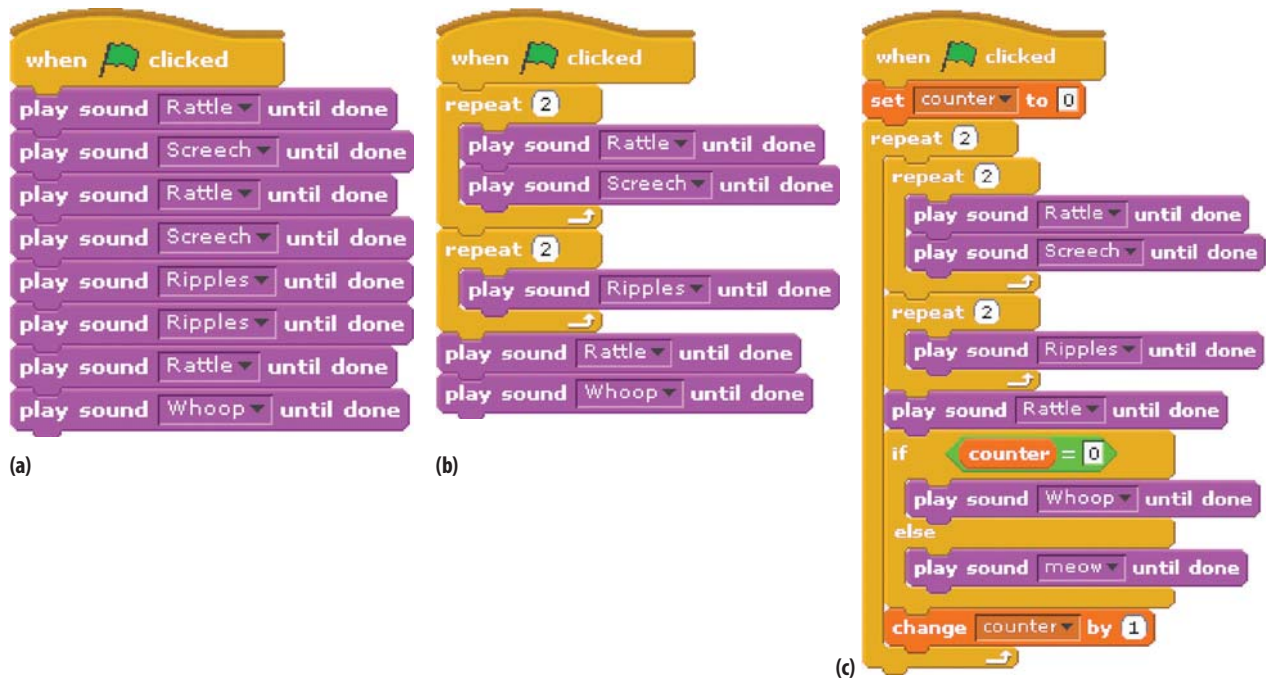 when clicked
play sound Rattle until done
play sound Screech until done
play sound Rattle until done
play sound Screech until done
play sound Ripples until done
play sound Ripples until done
play sound Rattle until done
play sound Whoop until done
(a)
when clicked
repeat 2
play sound Rattle until done
play sound Screech until done
repeat 2
play sound Ripples until done
play sound Rattle until done
play sound Whoop until done
(b)
when clicked
set counter to 0
repeat 2
repeat 2
play sound Rattle until done
play sound Screech until done
repeat 2
play sound Ripples until done
play sound Rattle until done
if counter = 0
play sound Whoop until done
else
play sound meow until done
change counter by 1
(c)